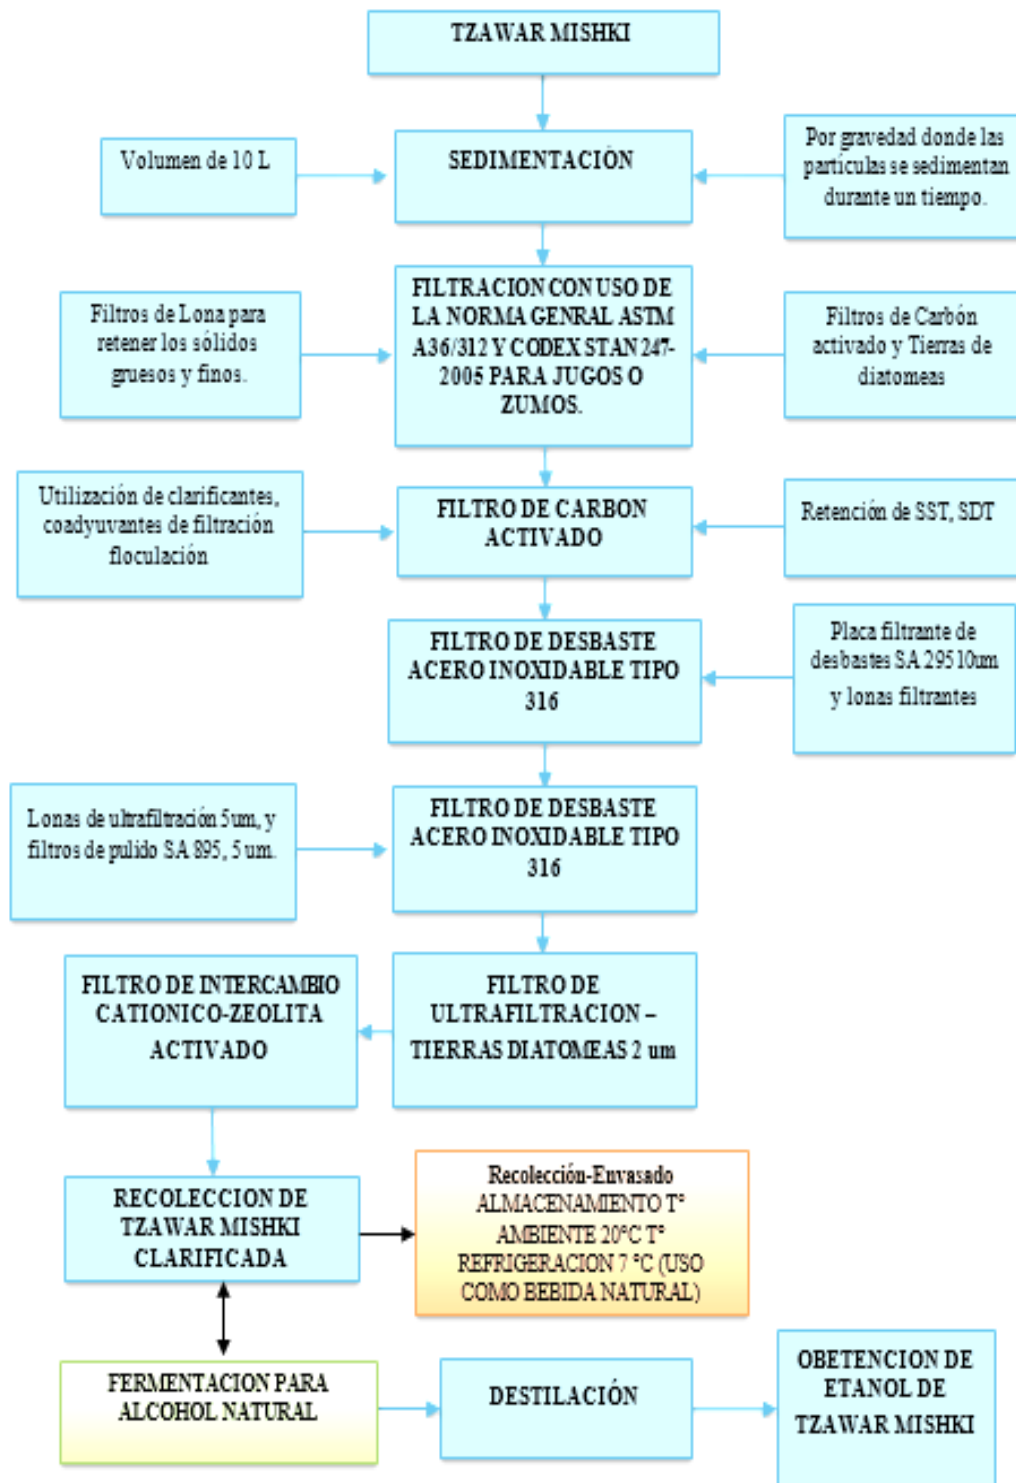 TZAWAR MISHKI
Volumen de 10 L
SEDIMENTACIÓN
Por gravedad donde las
partículas se sedimentan
durante un tiempo.
Filtros de Lona para
retener los sólidos
gruesos y finos.
FILTRACION CON USO DE
LA NORMA GENRAL ASTM
A36/312 Y CODEX STAN 247-
2005 PARA JUGOS O
ZUMOS.
Filtros de Carbón
activado y Tierras de
diatomeas
Utilización de clarificantes,
coadyuvantes de filtración
floculación
FILTRO DE CARBON
ACTIVADO
Retención de SST, SDT
FILTRO DE DESBASTE
ACERO INOXIDABLE TIPO
316
Placa filtrante de
desbastes SA 295 10um
y lonas filtrantes
Lonas de ultrafiltración 5um, y
filtros de pulido SA 895, 5 um.
FILTRO DE DESBASTE
ACERO INOXIDABLE TIPO
316
FILTRO DE INTERCAMBIO
CATIONICO-ZEOLITA
ACTIVADO
FILTRO DE
ULTRAFILTRACION –
TIERRAS DIATOMEAS 2 um
RECOLECCION DE
TZAWAR MISHKI
CLARIFICADA
Recolección-Envasado
ALMACENAMIENTO T°
AMBIENTE 20°C T°
REFRIGERACION 7 °C (USO
COMO BEBIDA NATURAL)
FERMENTACION PARA
ALCOHOL NATURAL
DESTILACIÓN
OBETENCION DE
ETANOL DE
TZAWAR MISHKI